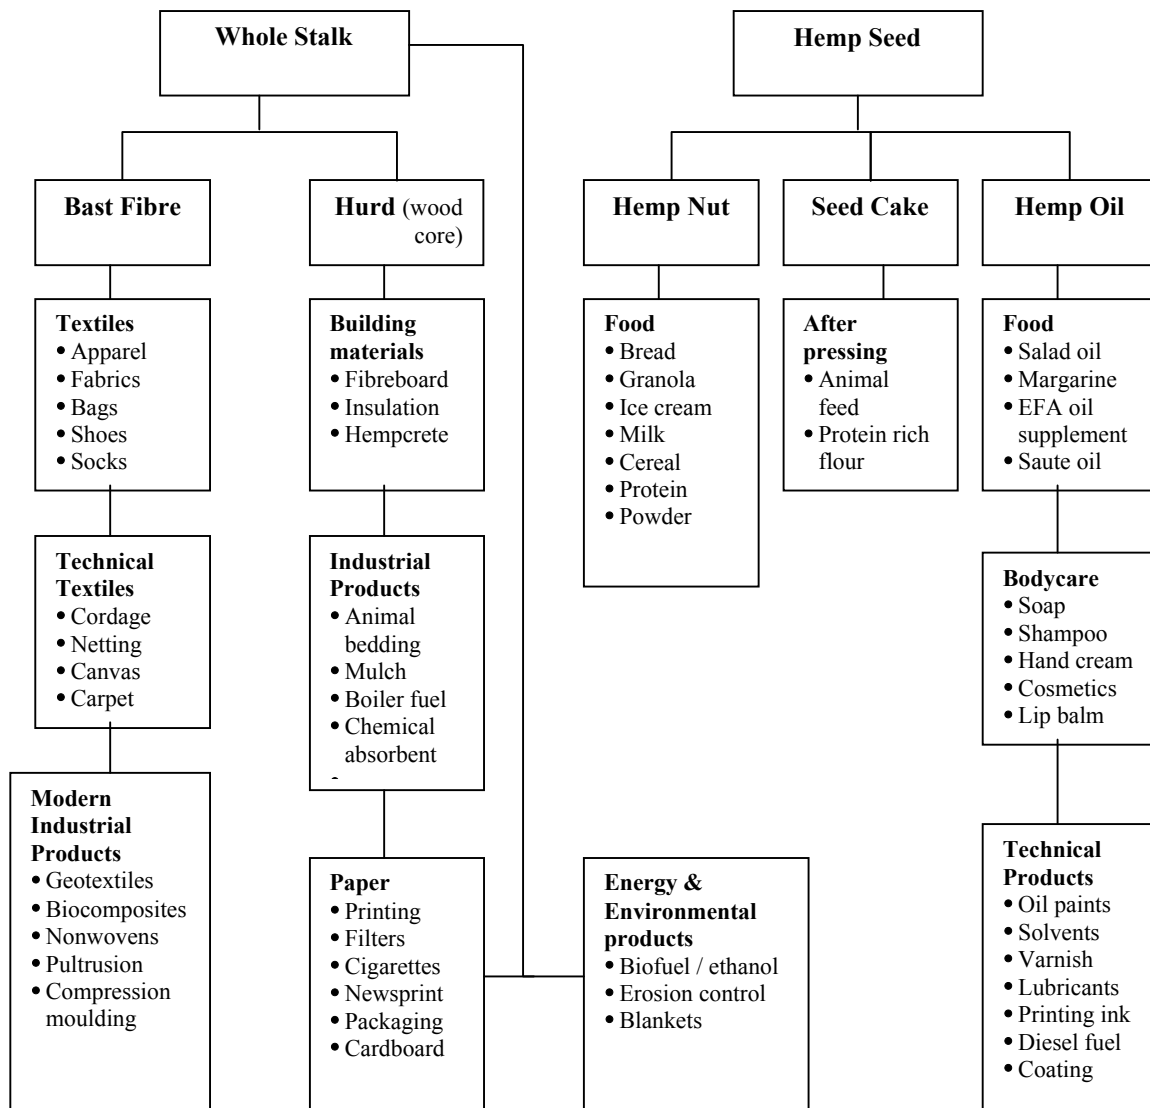 Whole Stalk
Hemp Seed
Bast Fibre
Hurd (wood
core)
Hemp Nut
Seed Cake
Hemp Oil
Textiles
• Apparel
• Fabrics
• Bags
• Shoes
• Socks
Building
materials
• Fibreboard
• Insulation
• Hempcrete
Food
• Bread
• Granola
• Ice cream
• Milk
• Cereal
• Protein
• Powder
After
pressing
• Animal
feed
• Protein rich
flour
Food
• Salad oil
• Margarine
• EFA oil
supplement
• Saute oil
Technical
Textiles
• Cordage
• Netting
• Canvas
• Carpet
Industrial
Products
• Animal
bedding
• Mulch
• Boiler fuel
• Chemical
absorbent
Bodycare
• Soap
• Shampoo
• Hand cream
• Cosmetics
• Lip balm
Modern
Industrial
Products
• Geotextiles
• Biocomposites
• Nonwovens
• Pultrusion
• Compression
moulding
Paper
• Printing
• Filters
• Cigarettes
• Newsprint
• Packaging
• Cardboard
Energy &
Environmental
products
• Biofuel / ethanol
• Erosion control
• Blankets
Technical
Products
• Oil paints
• Solvents
• Varnish
• Lubricants
• Printing ink
• Diesel fuel
• Coating